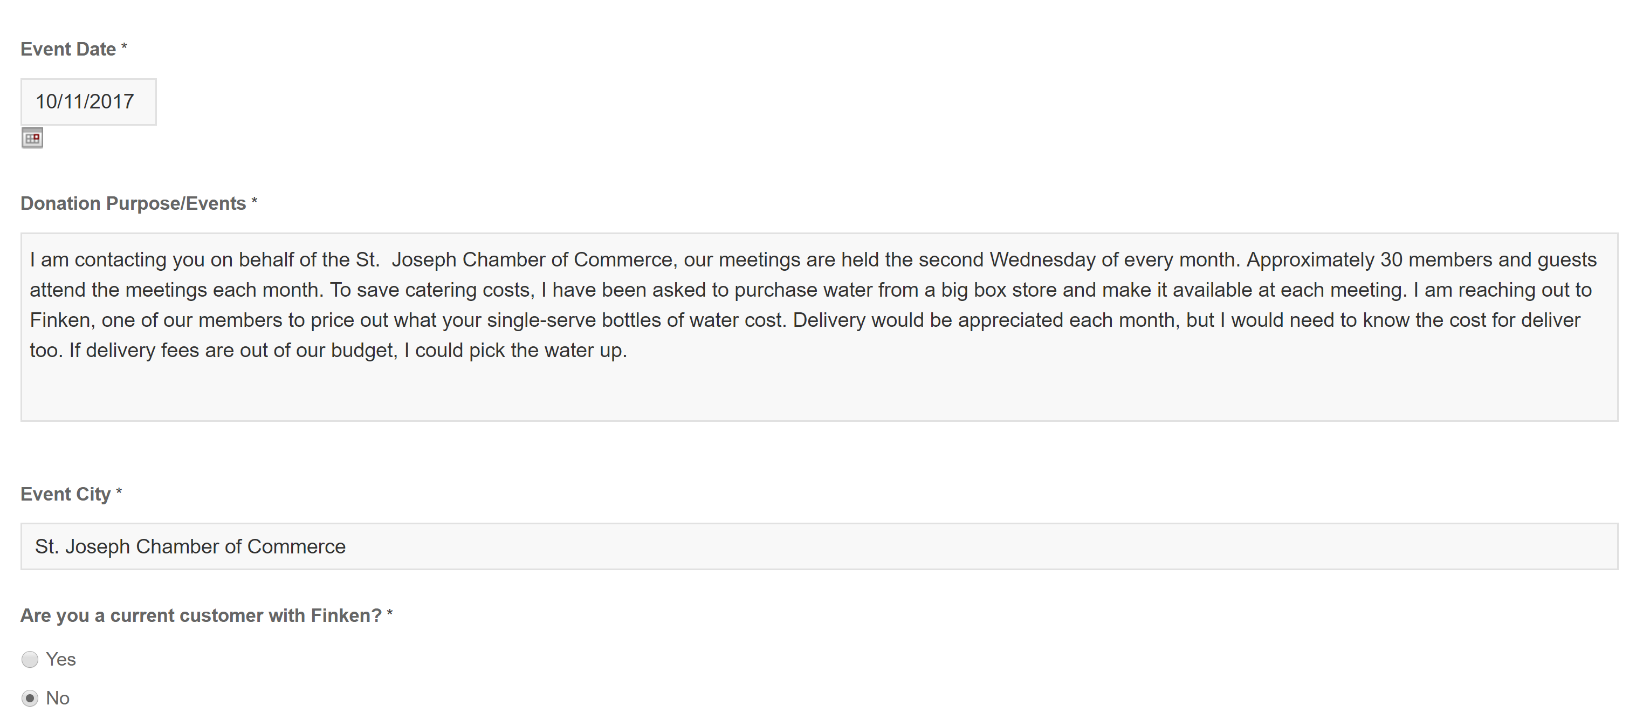 Event Date *
10/11/2017
Donation Purpose/Events *
I am contacting you on behalf of the St.  Joseph Chamber of Commerce, our meetings are held the second Wednesday of every month. Approximately 30 members and guests
attend the meetings each month. To save catering costs, I have been asked to purchase water from a big box store and make it available at each meeting. I am reaching out to
Finken, one of our members to price out what your single-serve bottles of water cost. Delivery would be appreciated each month, but I would need to know the cost for deliver
too. If delivery fees are out of our budget, I could pick the water up.
Event City *
St. Joseph Chamber of Commerce
Are you a current customer with Finken? *
Yes
No